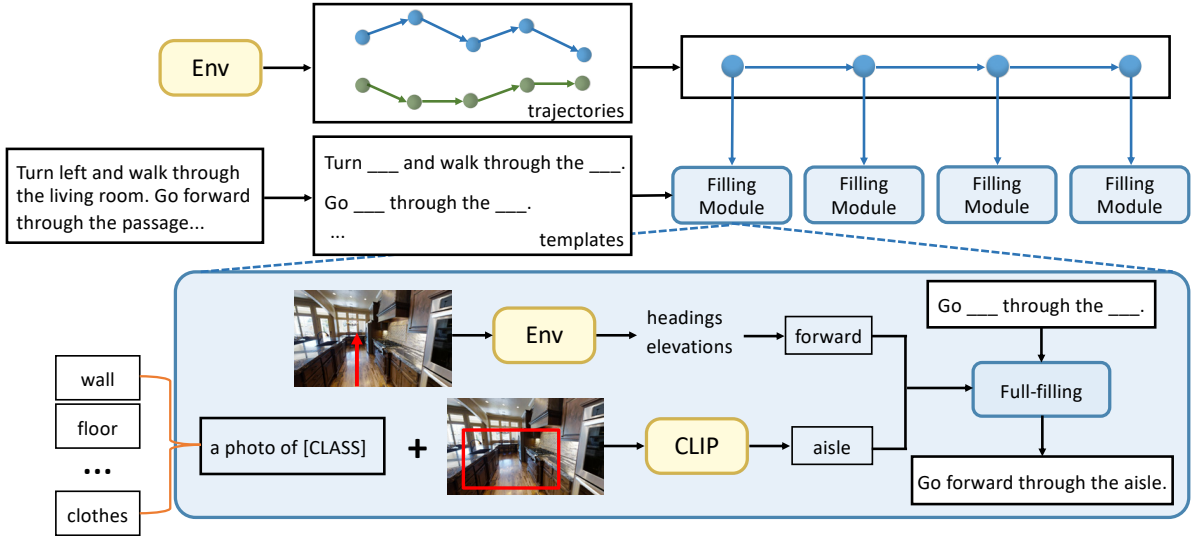 Env
trajectories
Turn left and walk through
the living room. Go forward
through the passage...
Turn ___ and walk through the ___.
Go ___ through the ___.
...
templates
Filling
Module
Filling
Module
Filling
Module
Filling
Module
Env
headings
elevations
forward
Go ___ through the ___.
Full-filling
wall
floor
...
clothes
a photo of [CLASS]
+
CLIP
aisle
Go forward through the aisle.